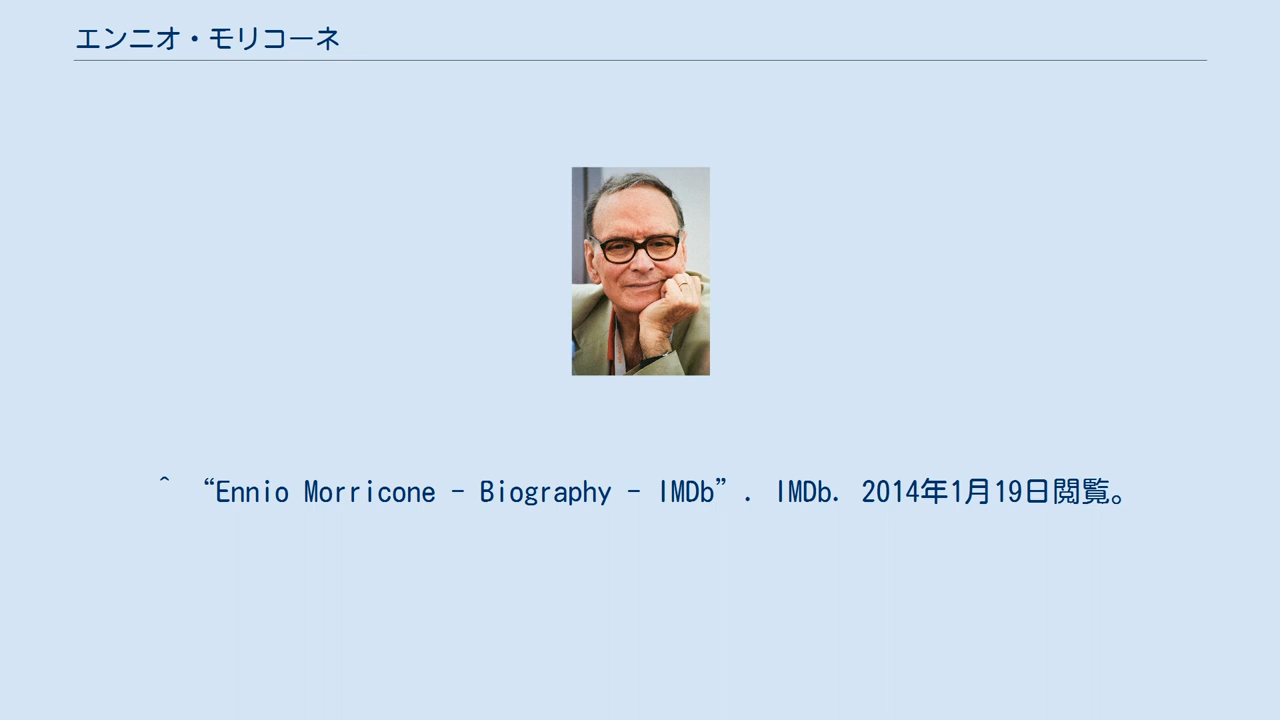 エンニオ・モリコーネ
^ “Ennio Morricone - Biography - IMDb”. IMDb. 2014年1月19日閲覧。